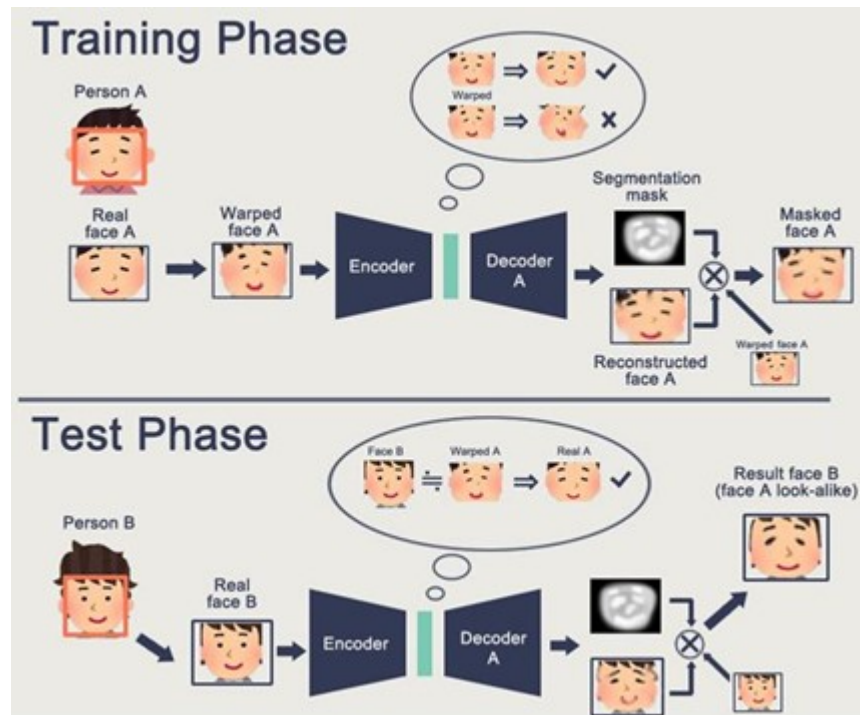 Training Phase
Person A
Warped
Real
face A
Warped
face A
Encoder
Decoder
A
Segmentation
mask
Reconstructed
face A
Masked
face A
Warped face A
Test Phase
Face B
Warped A
Real A
Person B
Real
face B
Encoder
Decoder
A
Result face B
(face A look-alike)